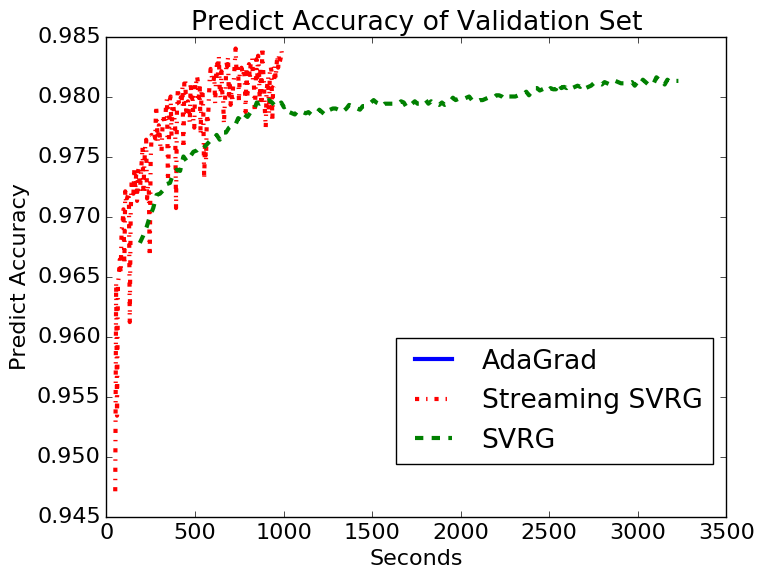 Predict Accuracy of Validation Set
0.985
0.980
0.975
0.970
0.965
0.960
0.955
0.950
0.945
Predict Accuracy
AdaGrad
Streaming SVRG
SVRG
0 500 1000 1500 2000 2500 3000 3500
Seconds